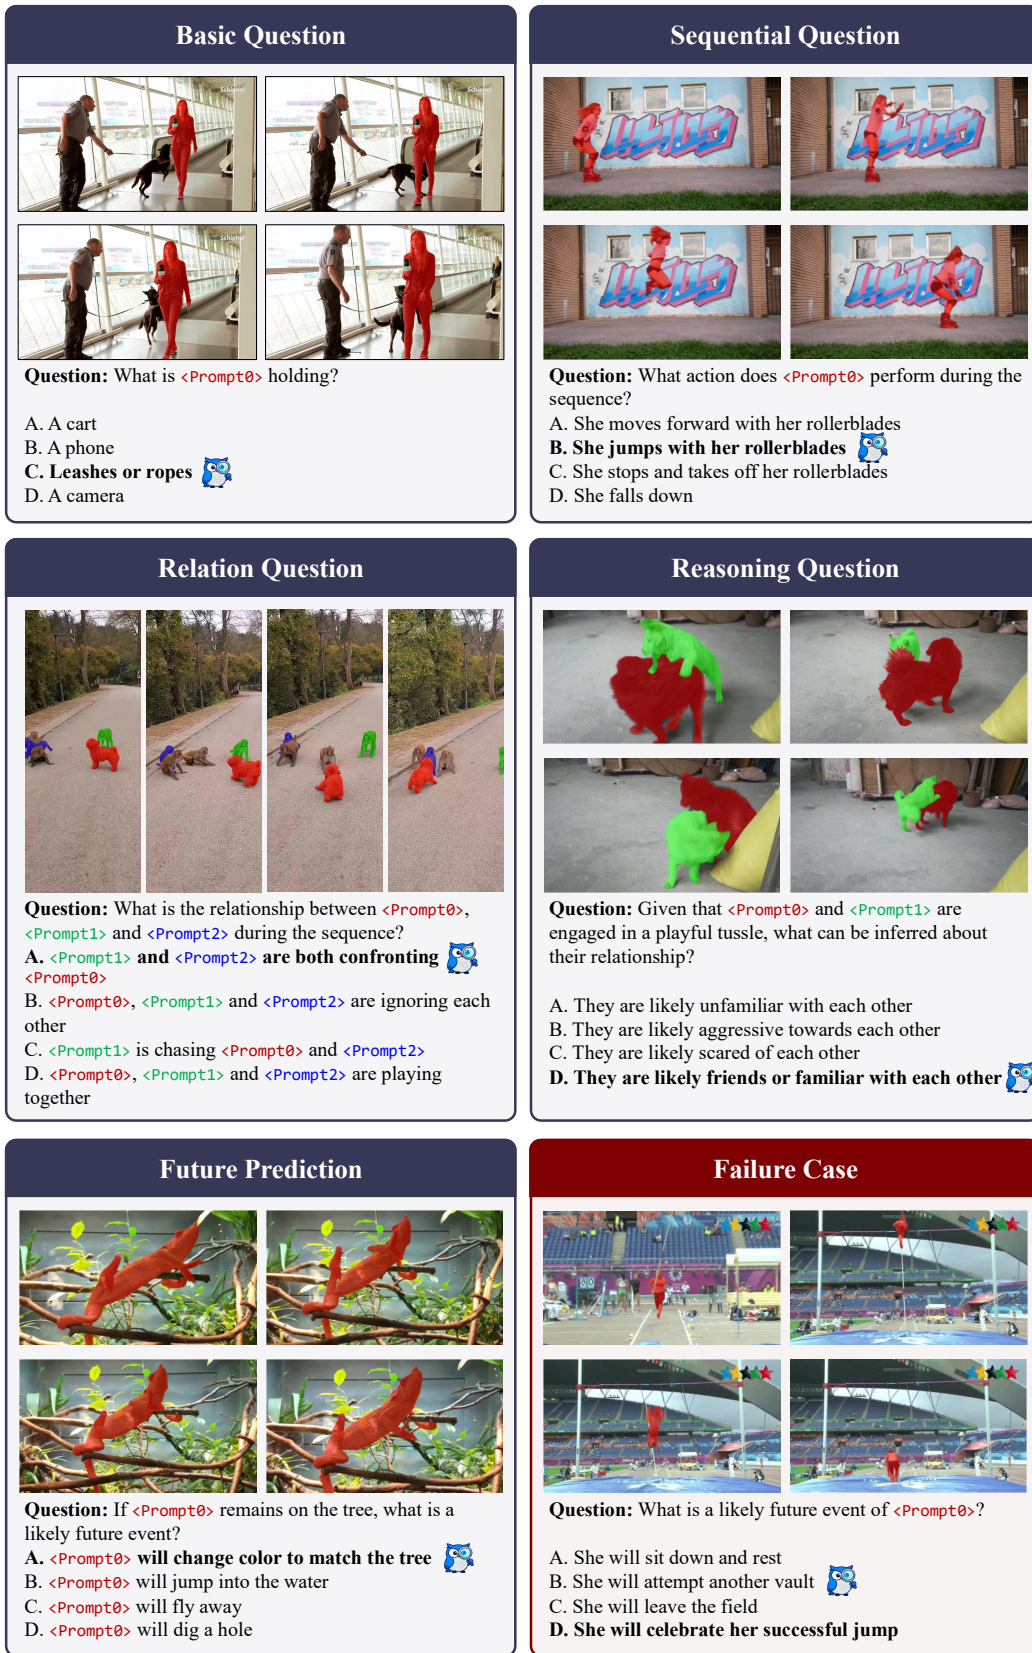 Basic Question
Schiphol
Schiphol
Schiphol
Question: What is <Prompt0> holding?
A. A cart
B. A phone
C. Leashes or ropes
D. A camera
Sequential Question
Question: What action does <Prompt0> perform during the
sequence?
A. She moves forward with her rollerblades
B. She jumps with her rollerblades
C. She stops and takes off her rollerblades
D. She falls down
Relation Question
Question: What is the relationship between <Prompt0>,
<Prompt1> and <Prompt2> during the sequence?
A. <Prompt1> and <Prompt2> are both confronting
<Prompt0>
B. <Prompt0>, <Prompt1> and <Prompt2> are ignoring each
other
C. <Prompt1> is chasing <Prompt0> and <Prompt2>
D. <Prompt0>, <Prompt1> and <Prompt2> are playing
together
Reasoning Question
Question: Given that <Prompt0> and <Prompt1> are
engaged in a playful tussle, what can be inferred about
their relationship?
A. They are likely unfamiliar with each other
B. They are likely aggressive towards each other
C. They are likely scared of each other
D. They are likely friends or familiar with each other
Future Prediction
Question: If <Prompt0> remains on the tree, what is a
likely future event?
A. <Prompt0> will change color to match the tree
B. <Prompt0> will jump into the water
C. <Prompt0> will fly away
D. <Prompt0> will dig a hole
Failure Case
Question: What is a likely future event of <Prompt0>?
A. She will sit down and rest
B. She will attempt another vault
C. She will leave the field
D. She will celebrate her successful jump